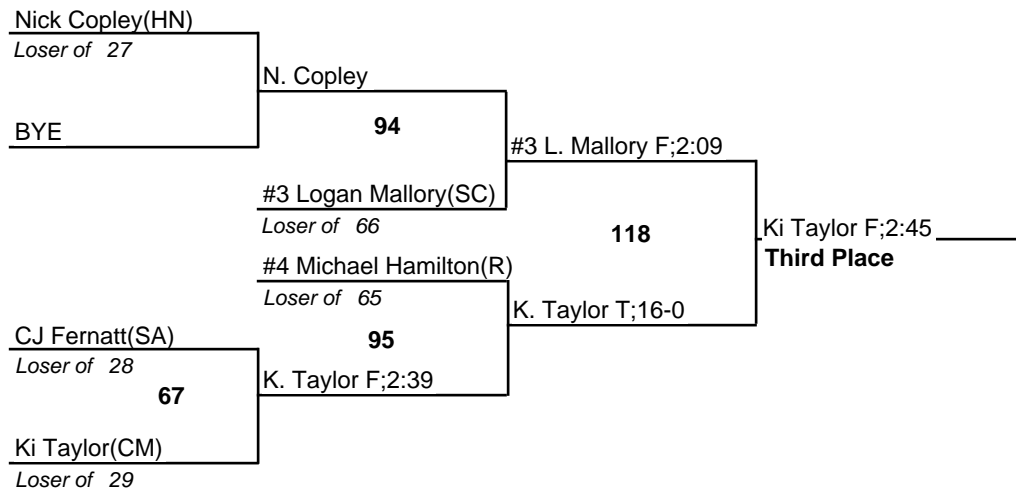 Nick Copley(HN)
Loser of 27
N. Copley
BYE
94
#3 L. Mallory F;2:09
#3 Logan Mallory(SC)
Loser of 66
118
Ki Taylor F;2:45
Third Place
#4 Michael Hamilton(R)
Loser of 65
K. Taylor T;16-0
CJ Fernatt(SA)
Loser of 28
95
67
K. Taylor F;2:39
Ki Taylor(CM)
Loser of 29